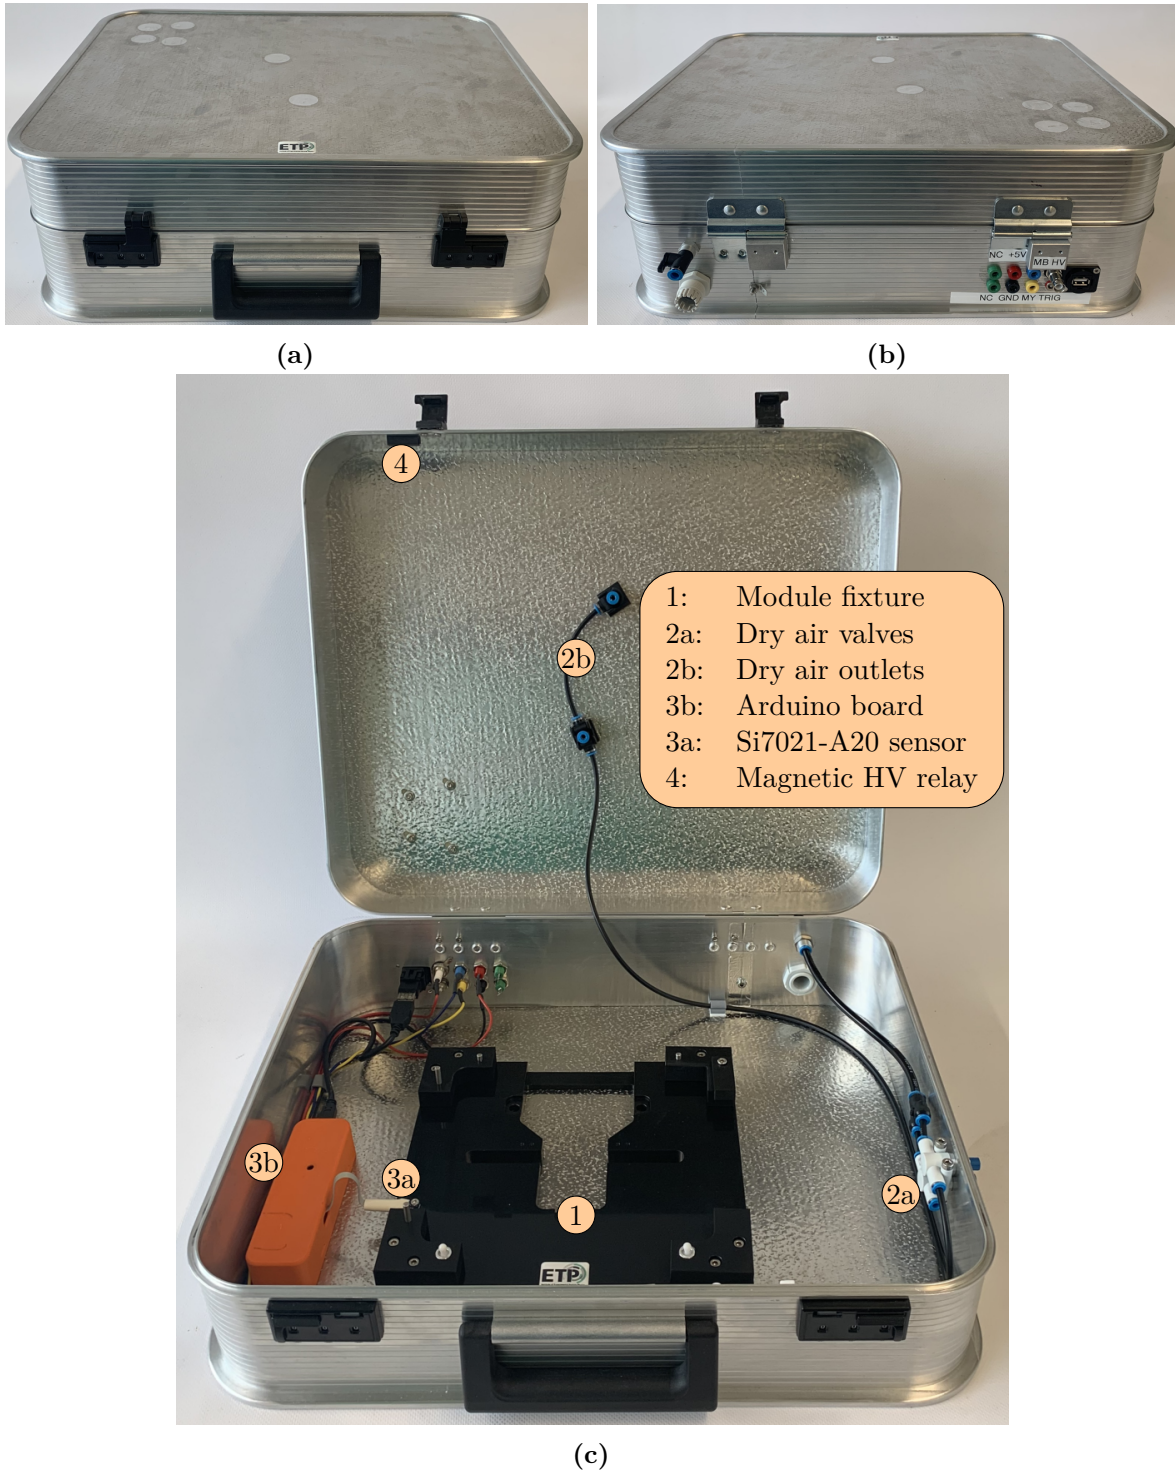 ETP
(a)
NC +5V
MB HV
NC GND MY TRIG
(b)
4
1: Module fixture
2a: Dry air valves
2b: Dry air outlets
3b: Arduino board
3a: Si7021-A20 sensor
4: Magnetic HV relay
2b
3b
3a
2a
1
ETP
(c)